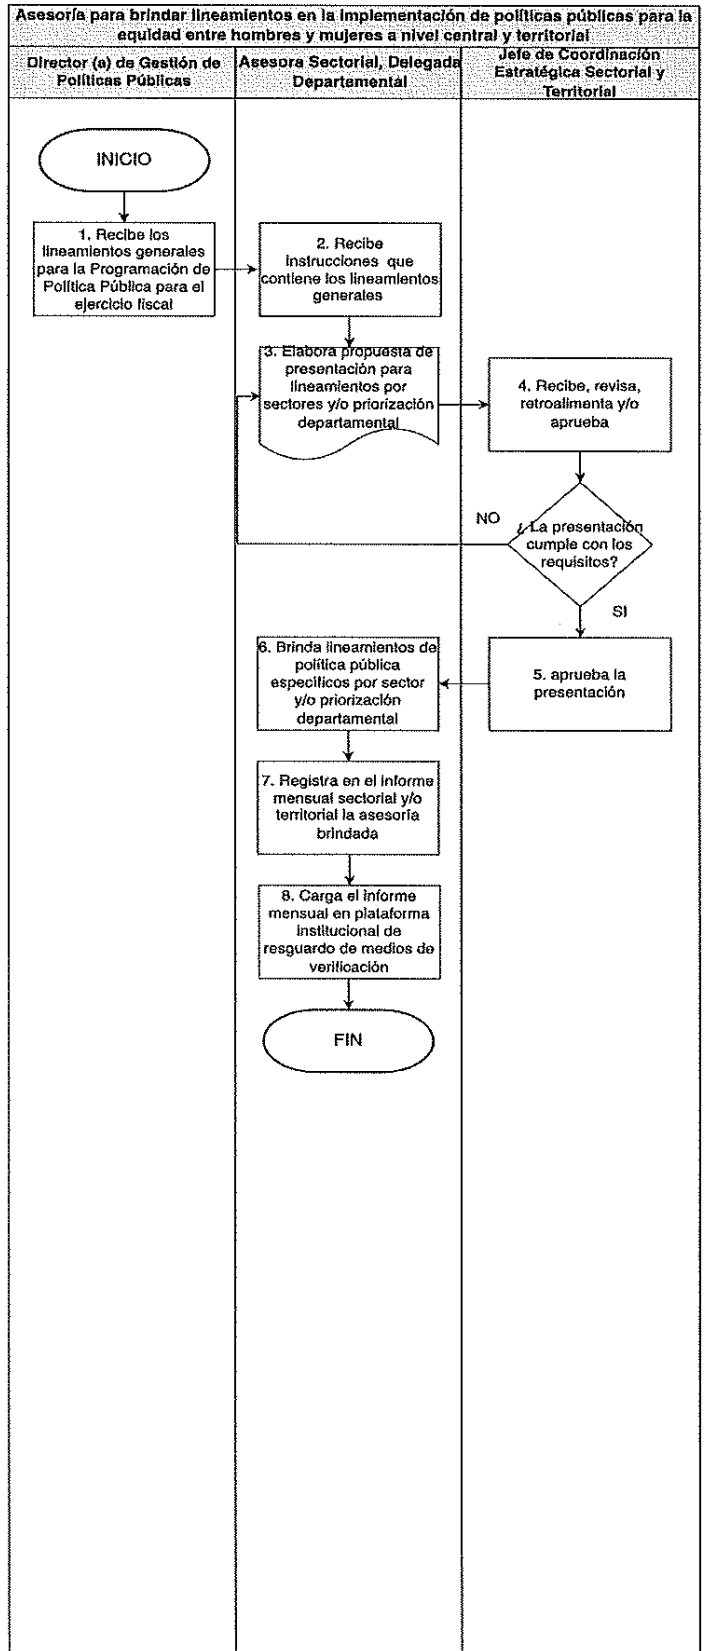 Asesoría para brindar lineamientos en la implementación de políticas públicas para la
equidad entre hombres y mujeres a nivel central y territorial
Director (a) de Gestión de
Políticas Públicas
Asesora Sectorial, Delegada
Departamental
Jefe de Coordinación
Estratégica Sectorial y
Territorial
INICIO
1. Recibe los
lineamientos generales
para la Programación de
Política Pública para el
ejercicio fiscal
2. Recibe
instrucciones que
contiene los lineamientos
generales
3. Elabora propuesta de
presentación para
lineamientos por
sectores y/o priorización
departamental
4. Recibe, revisa,
retroalimenta y/o
aprueba
NO
¿La presentación
cumple con los
requisitos?
SI
5. aprueba la
presentación
6. Brinda lineamientos de
política pública
específicos por sector
y/o priorización
departamental
7. Registra en el informe
mensual sectorial y/o
territorial la asesoría
brindada
8. Carga el informe
mensual en plataforma
institucional de
resguardo de medios de
verificación
FIN